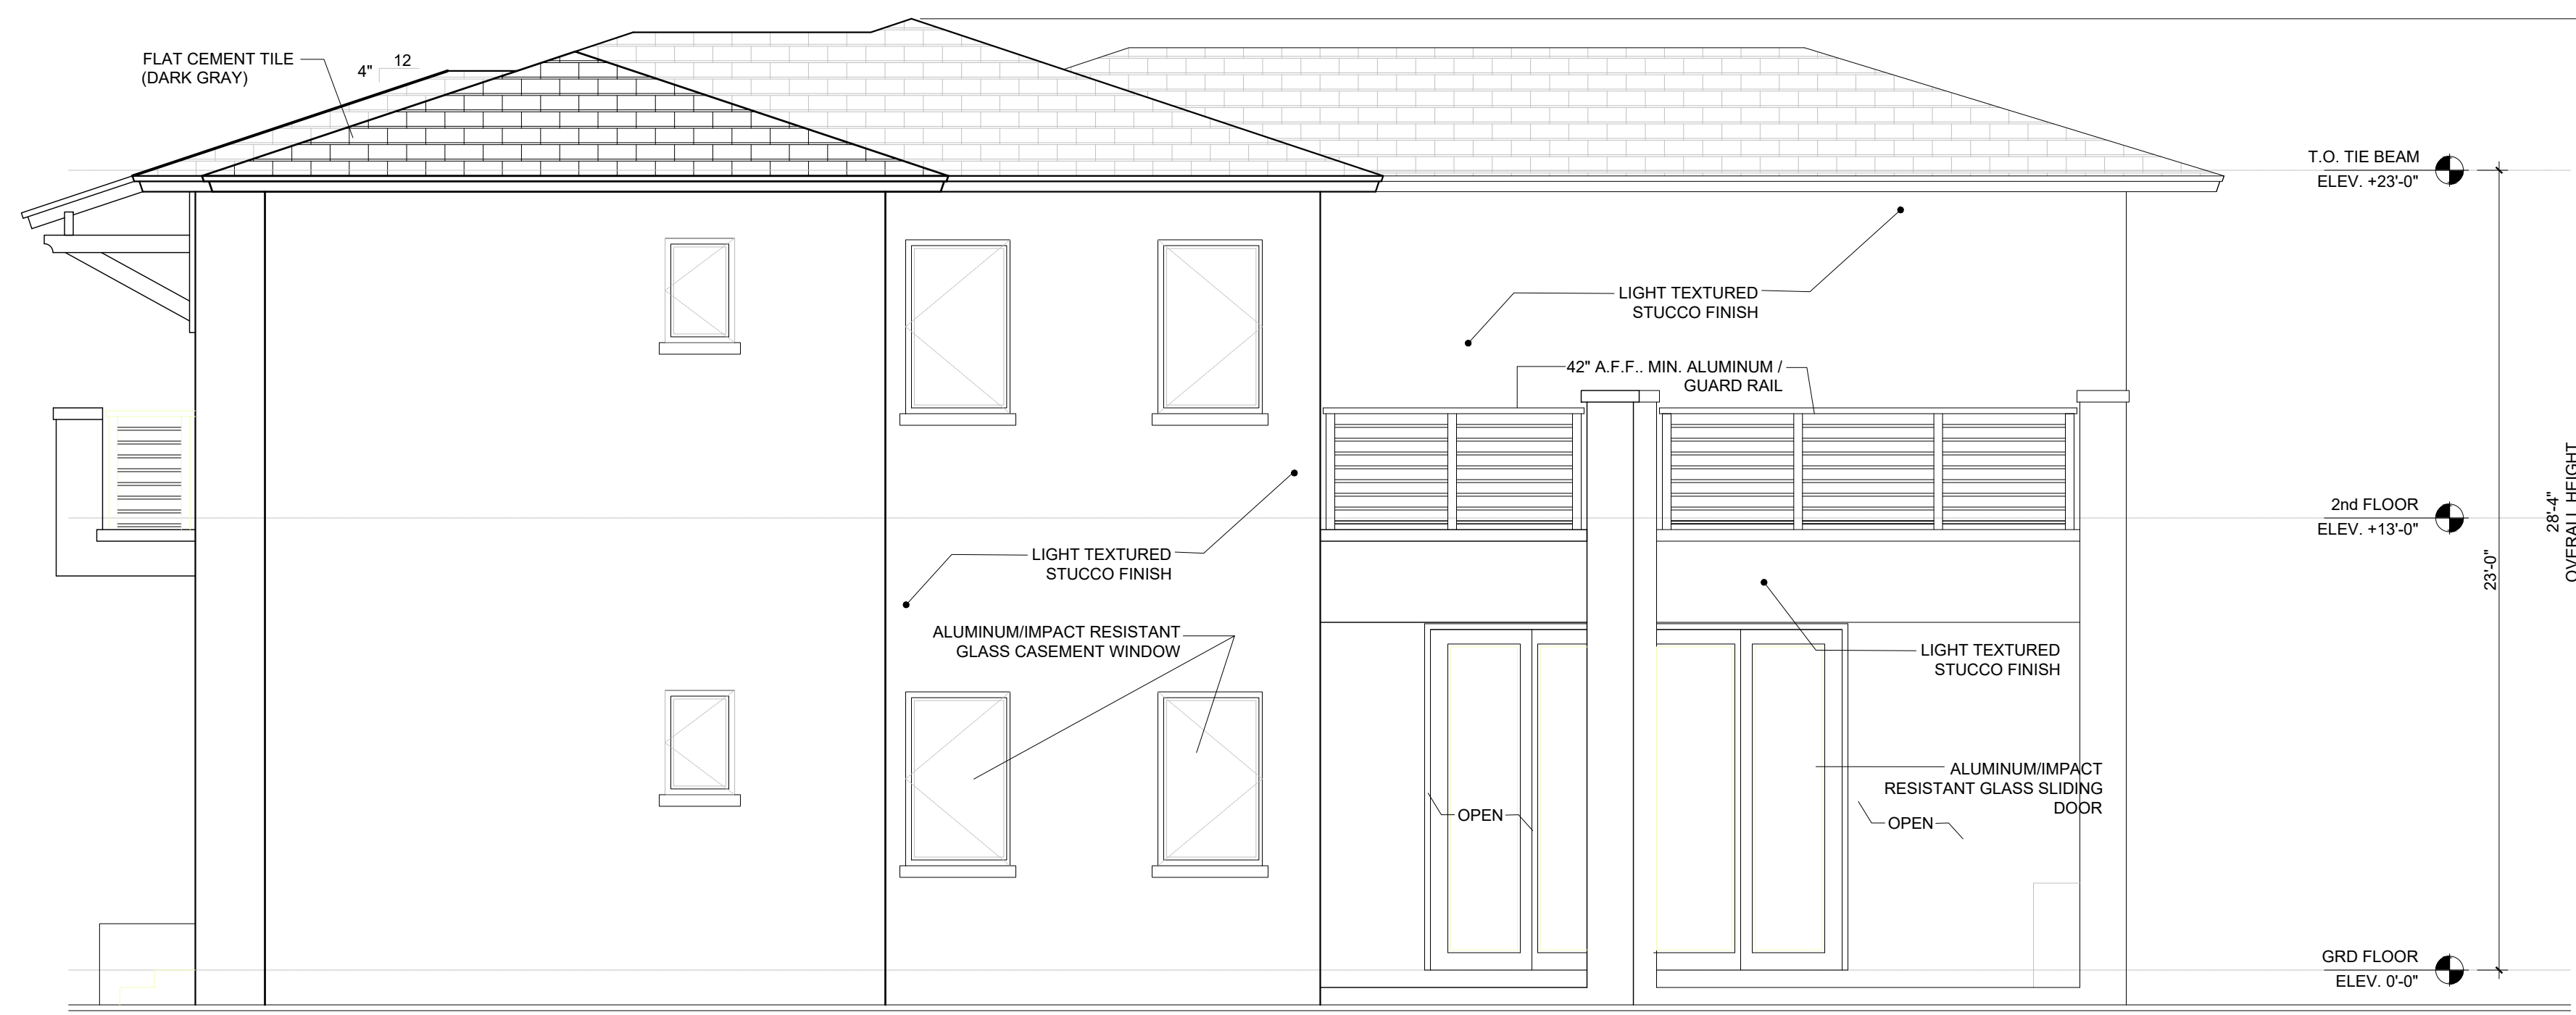 FLAT CEMENT TILE
(DARK GRAY)
4"
12
T.O. TIE BEAM
ELEV. +23'-0"
LIGHT TEXTURED
STUCCO FINISH
42" A.F.F.. MIN. ALUMINUM /
GUARD RAIL
2nd FLOOR
ELEV. +13'-0"
28'-4"
OVERALL HEIGHT
23'-0"
LIGHT TEXTURED
STUCCO FINISH
ALUMINUM/IMPACT RESISTANT
GLASS CASEMENT WINDOW
LIGHT TEXTURED
STUCCO FINISH
ALUMINUM/IMPACT
RESISTANT GLASS SLIDING
DOOR
OPEN
OPEN
GRD FLOOR
ELEV. 0'-0"